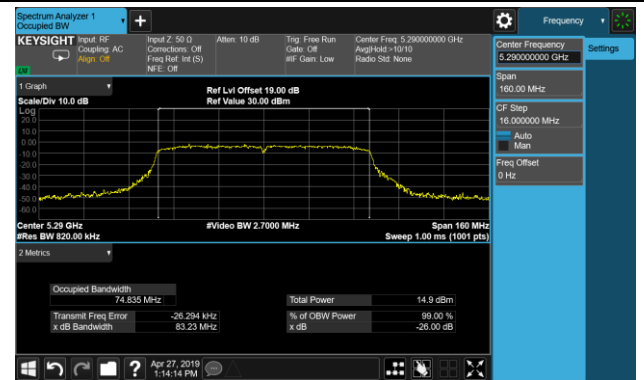 Spectrum Analyzer 1
Occupied BW
+
Frequency
KEYSIGHT
Input: RF
Coupling: AC
Align: Off
Input Z: 50 Ω
Corrections: Off
Freq Ref: Int (S)
NFE: Off
Atten: 10 dB
Trig: Free Run
Gate: Off
#IF Gain: Low
Center Freq: 5.290000000 GHz
Avg|Hold:>10/10
Radio Std: None
Center Frequency
5.290000000 GHz
Settings
Span
160.00 MHz
CF Step
16.000000 MHz
Auto
Man
Freq Offset
0 Hz
1 Graph
Scale/Div 10.0 dB
Ref Lvl Offset 19.00 dB
Ref Value 30.00 dBm
Log
20.0
10.0
0.00
-10.0
-20.0
-30.0
-40.0
-50.0
-60.0
Center 5.29 GHz
#Video BW 2.7000 MHz
Span 160 MHz
#Res BW 820.00 kHz
Sweep 1.00 ms (1001 pts)
2 Metrics
Occupied Bandwidth
74.835 MHz
Total Power 14.9 dBm
Transmit Freq Error -26.294 kHz
% of OBW Power 99.00 %
x dB Bandwidth 83.23 MHz
x dB -26.00 dB
?
Apr 27, 2019
1:14:14 PM